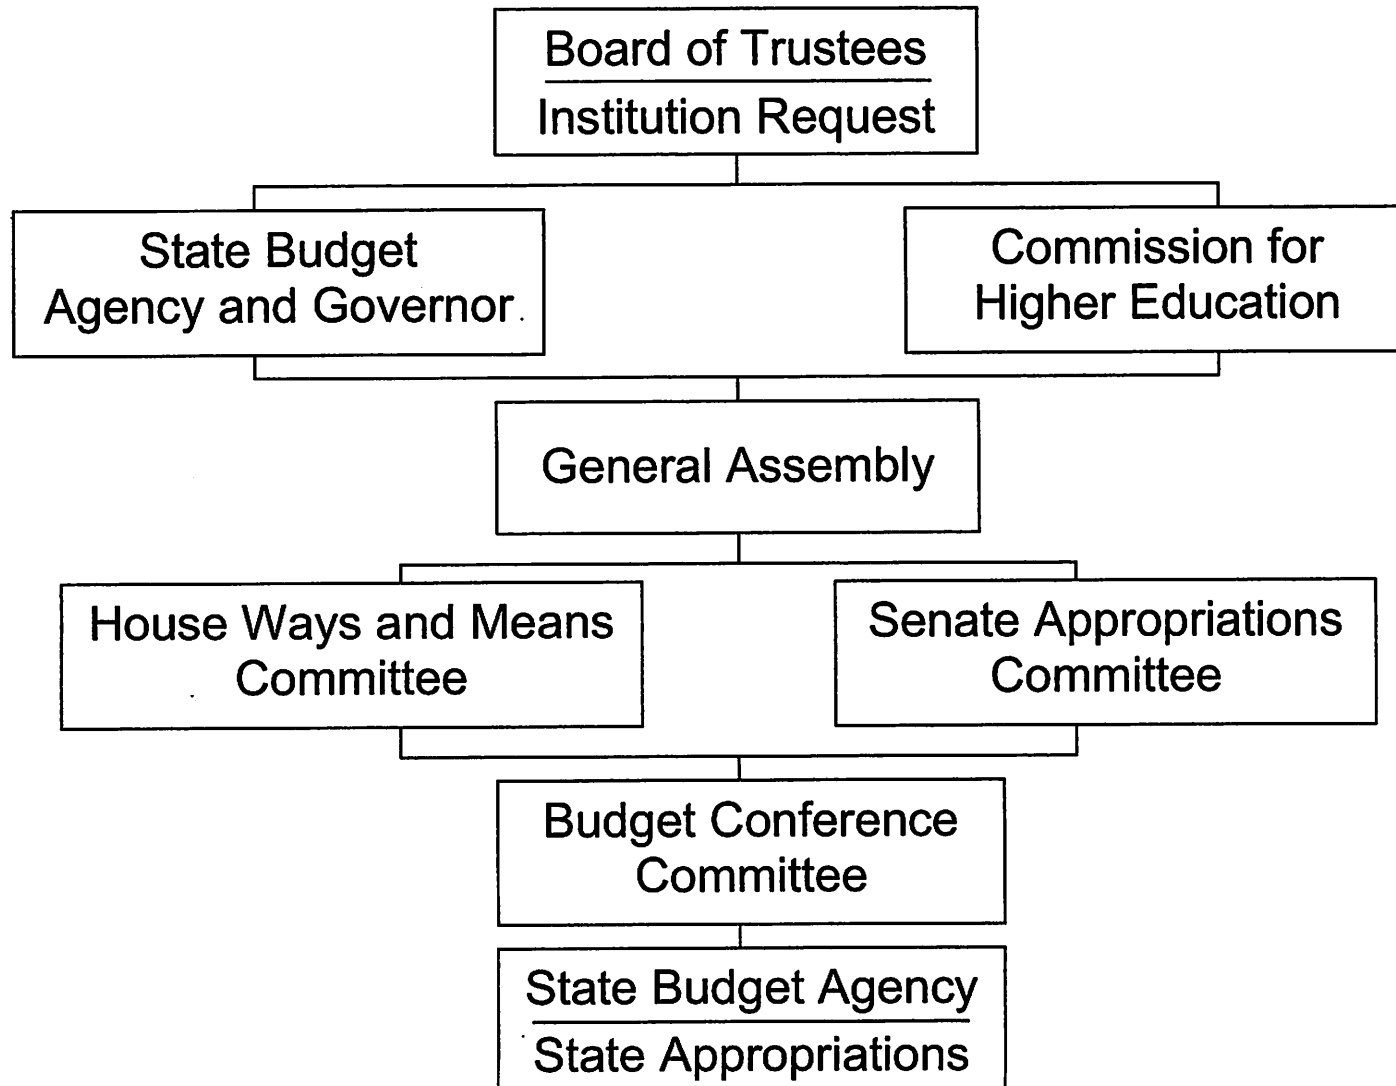 Board of Trustees
Institution Request
State Budget
Agency and Governor
Commission for
Higher Education
General Assembly
House Ways and Means
Committee
Senate Appropriations
Committee
Budget Conference
Committee
State Budget Agency
State Appropriations